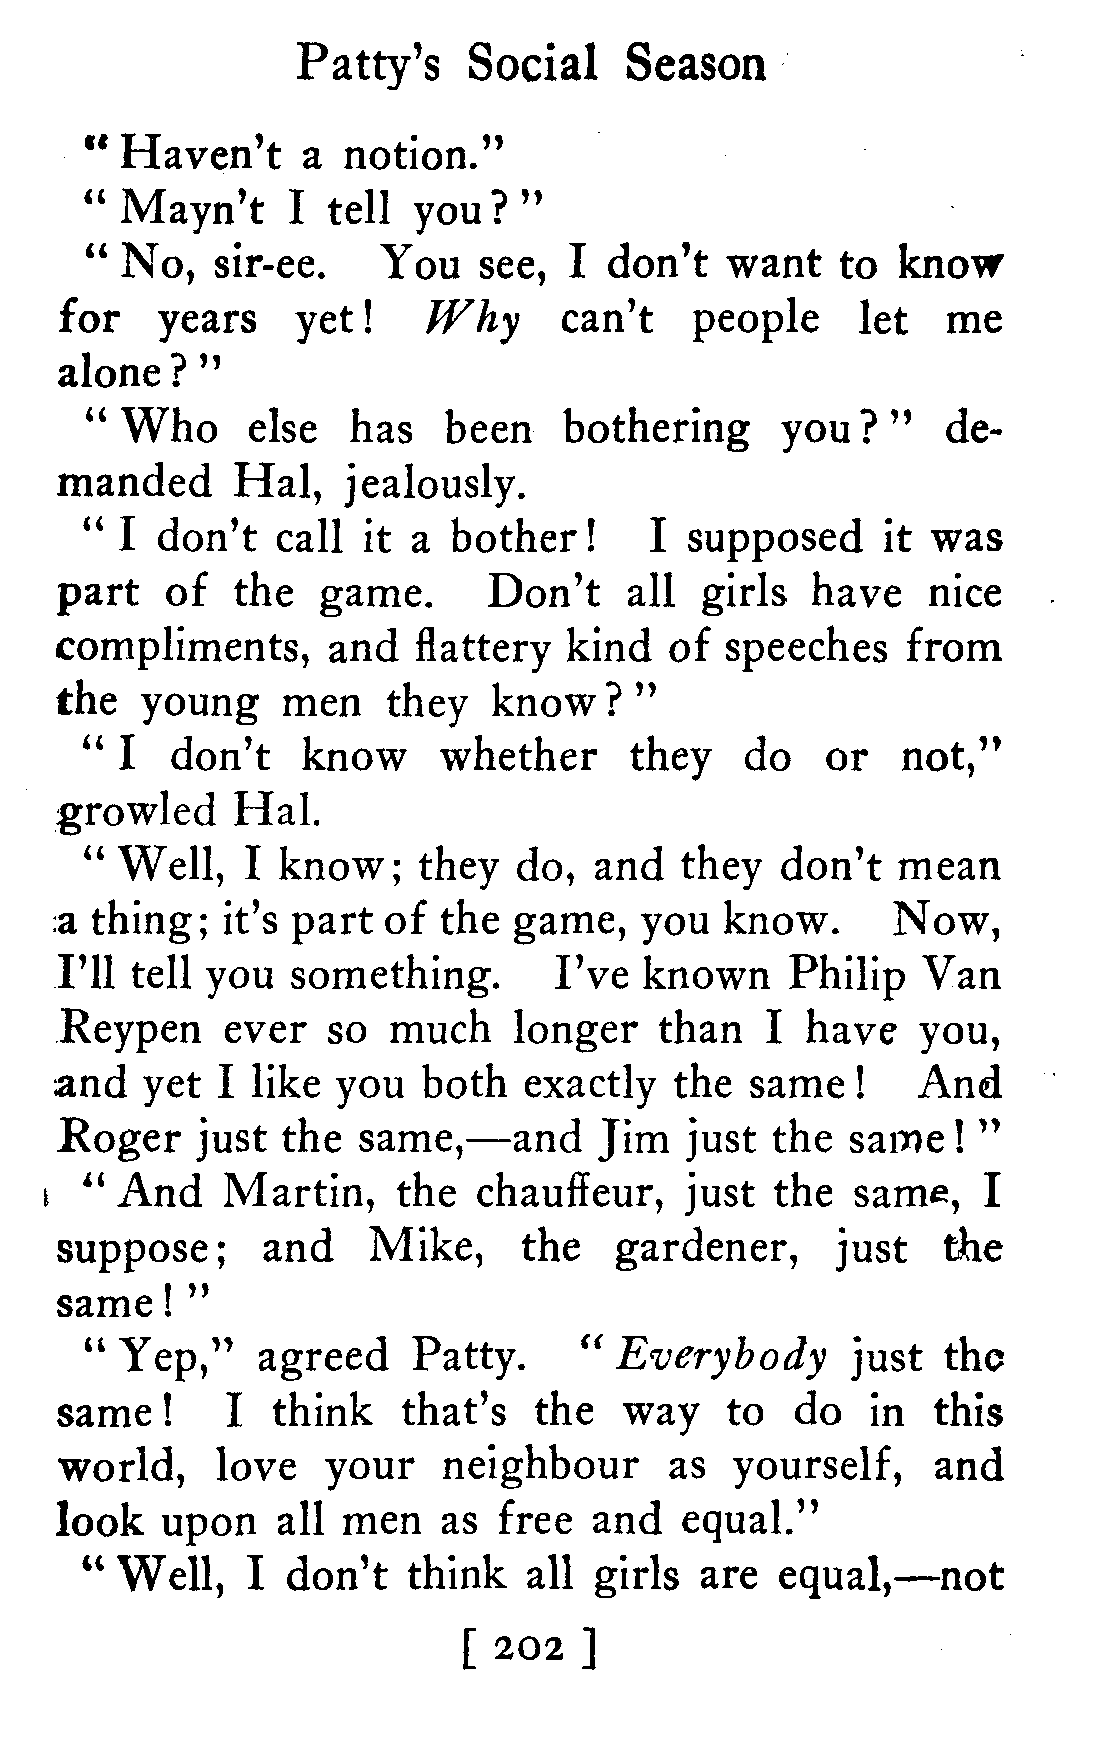 Patty's Social Season
" Haven't a notion."
" Mayn't I tell you? "
" No, sir-ee. You see, I don't want to know
for years yet! Why can't people let me
alone? "
" Who else has been bothering you? " de-
manded Hal, jealously.
" I don't call it a bother! I supposed it was
part of the game. Don't all girls have nice
compliments, and flattery kind of speeches from
the young men they know? "
" I don't know whether they do or not,"
growled Hal.
" Well, I know; they do, and they don't mean
a thing; it's part of the game, you know. Now,
I'll tell you something. I've known Philip Van
Reypen ever so much longer than I have you,
and yet I like you both exactly the same! And
Roger just the same,—and Jim just the same! "
" And Martin, the chauffeur, just the same, I
suppose; and Mike, the gardener, just the
same! "
" Yep," agreed Patty. " Everybody just the
same! I think that's the way to do in this
world, love your neighbour as yourself, and
look upon all men as free and equal."
" Well, I don't think all girls are equal,—not
[ 202 ]